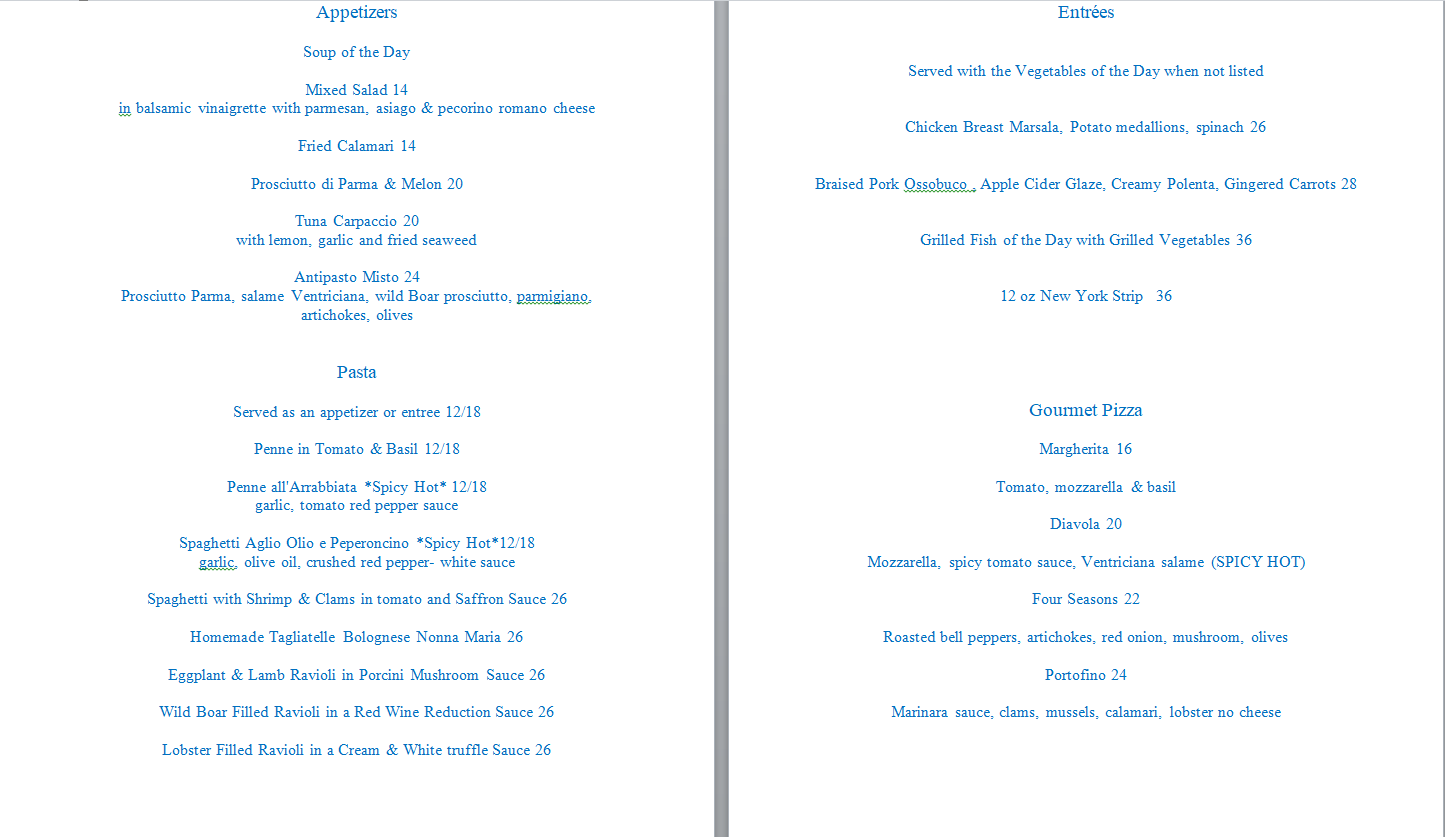 Appetizers
Soup of the Day
Mixed Salad 14
in balsamic vinaigrette with parmesan, asiago & pecorino romano cheese
Fried Calamari 14
Prosciutto di Parma & Melon 20
Tuna Carpaccio 20
with lemon, garlic and fried seaweed
Antipasto Misto 24
Prosciutto Parma, salame Ventriciana, wild Boar prosciutto, parmigiano,
artichokes, olives
Pasta
Served as an appetizer or entree 12/18
Penne in Tomato & Basil 12/18
Penne all'Arrabbiata *Spicy Hot* 12/18
garlic, tomato red pepper sauce
Spaghetti Aglio Olio e Peperoncino *Spicy Hot*12/18
garlic, olive oil, crushed red pepper- white sauce
Spaghetti with Shrimp & Clams in tomato and Saffron Sauce 26
Homemade Tagliatelle Bolognese Nonna Maria 26
Eggplant & Lamb Ravioli in Porcini Mushroom Sauce 26
Wild Boar Filled Ravioli in a Red Wine Reduction Sauce 26
Lobster Filled Ravioli in a Cream & White truffle Sauce 26
Entrées
Served with the Vegetables of the Day when not listed
Chicken Breast Marsala, Potato medallions, spinach 26
Braised Pork Ossobuco , Apple Cider Glaze, Creamy Polenta, Gingered Carrots 28
Grilled Fish of the Day with Grilled Vegetables 36
12 oz New York Strip 36
Gourmet Pizza
Margherita 16
Tomato, mozzarella & basil
Diavola 20
Mozzarella, spicy tomato sauce, Ventriciana salame (SPICY HOT)
Four Seasons 22
Roasted bell peppers, artichokes, red onion, mushroom, olives
Portofino 24
Marinara sauce, clams, mussels, calamari, lobster no cheese